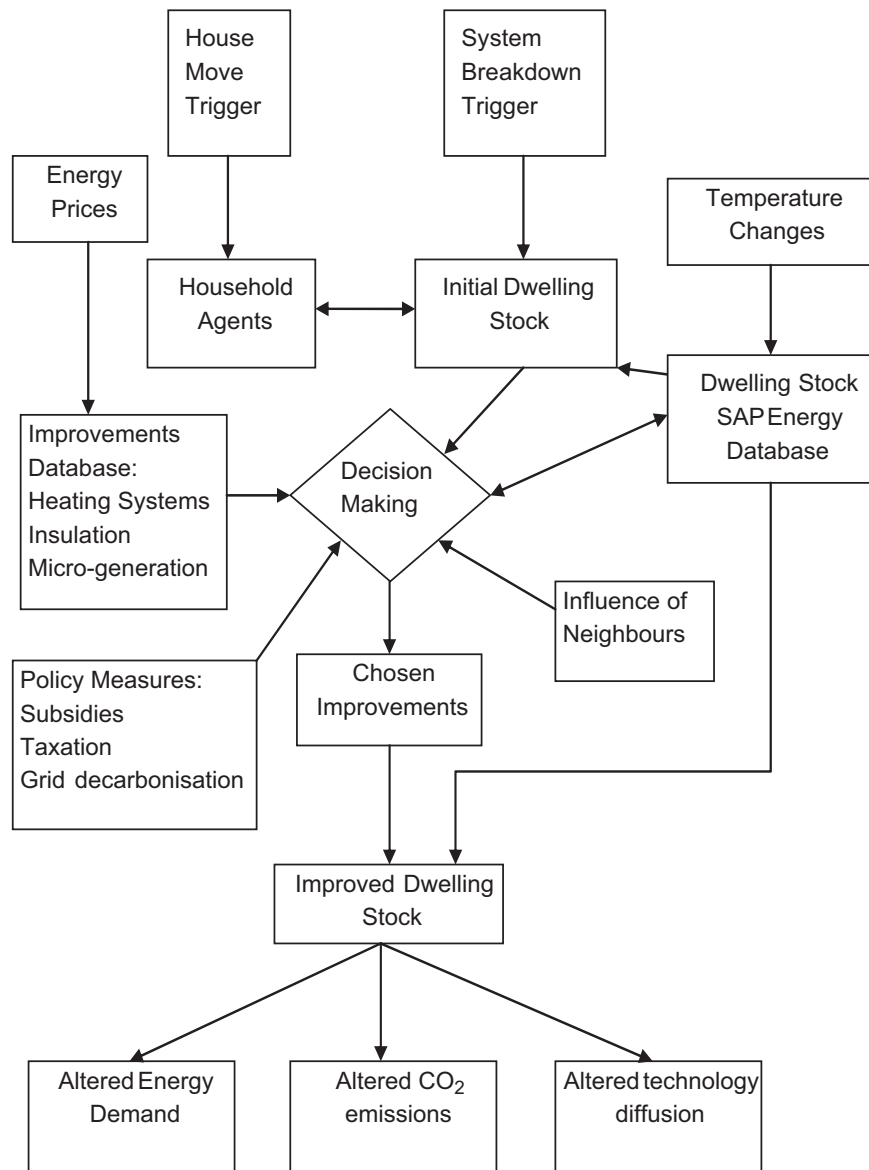 House
Move
Trigger
System
Breakdown
Trigger
Energy
Prices
Temperature
Changes
Household
Agents
Initial Dwelling
Stock
Dwelling Stock
SAP Energy
Database
Improvements
Database:
Heating Systems
Insulation
Micro-generation
Decision
Making
Influence of
Neighbours
Policy Measures:
Subsidies
Taxation
Grid decarbonisation
Chosen
Improvements
Improved Dwelling
Stock
Altered Energy
Demand
Altered CO₂
emissions
Altered technology
diffusion